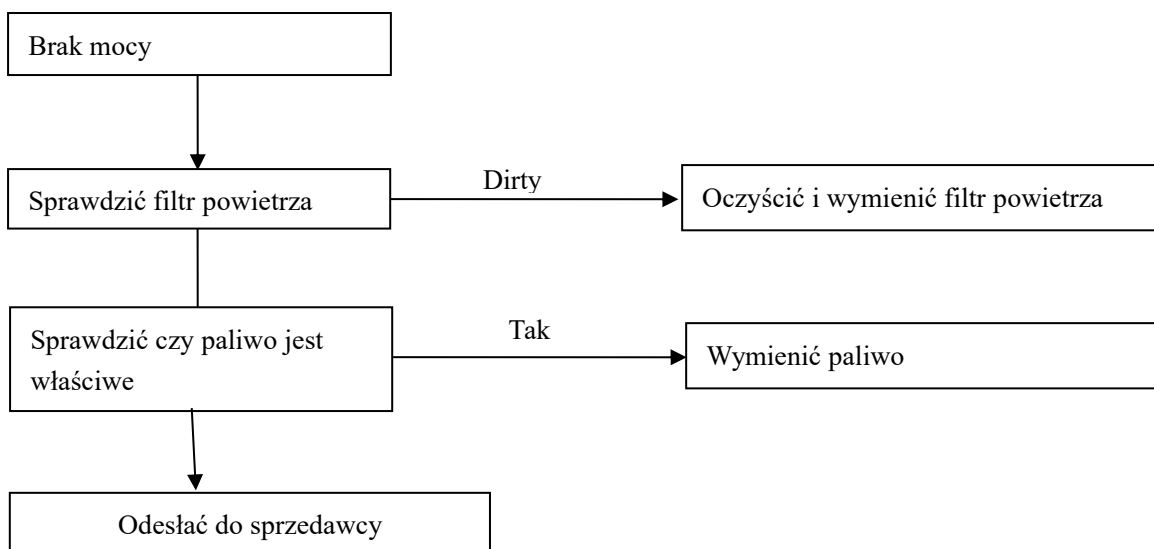 Brak mocy
Dirty
Sprawdzić filtr powietrza
Oczyścić i wymienić filtr powietrza
Tak
Sprawdzić czy paliwo jest
właściwe
Wymienić paliwo
Odesłać do sprzedawcy